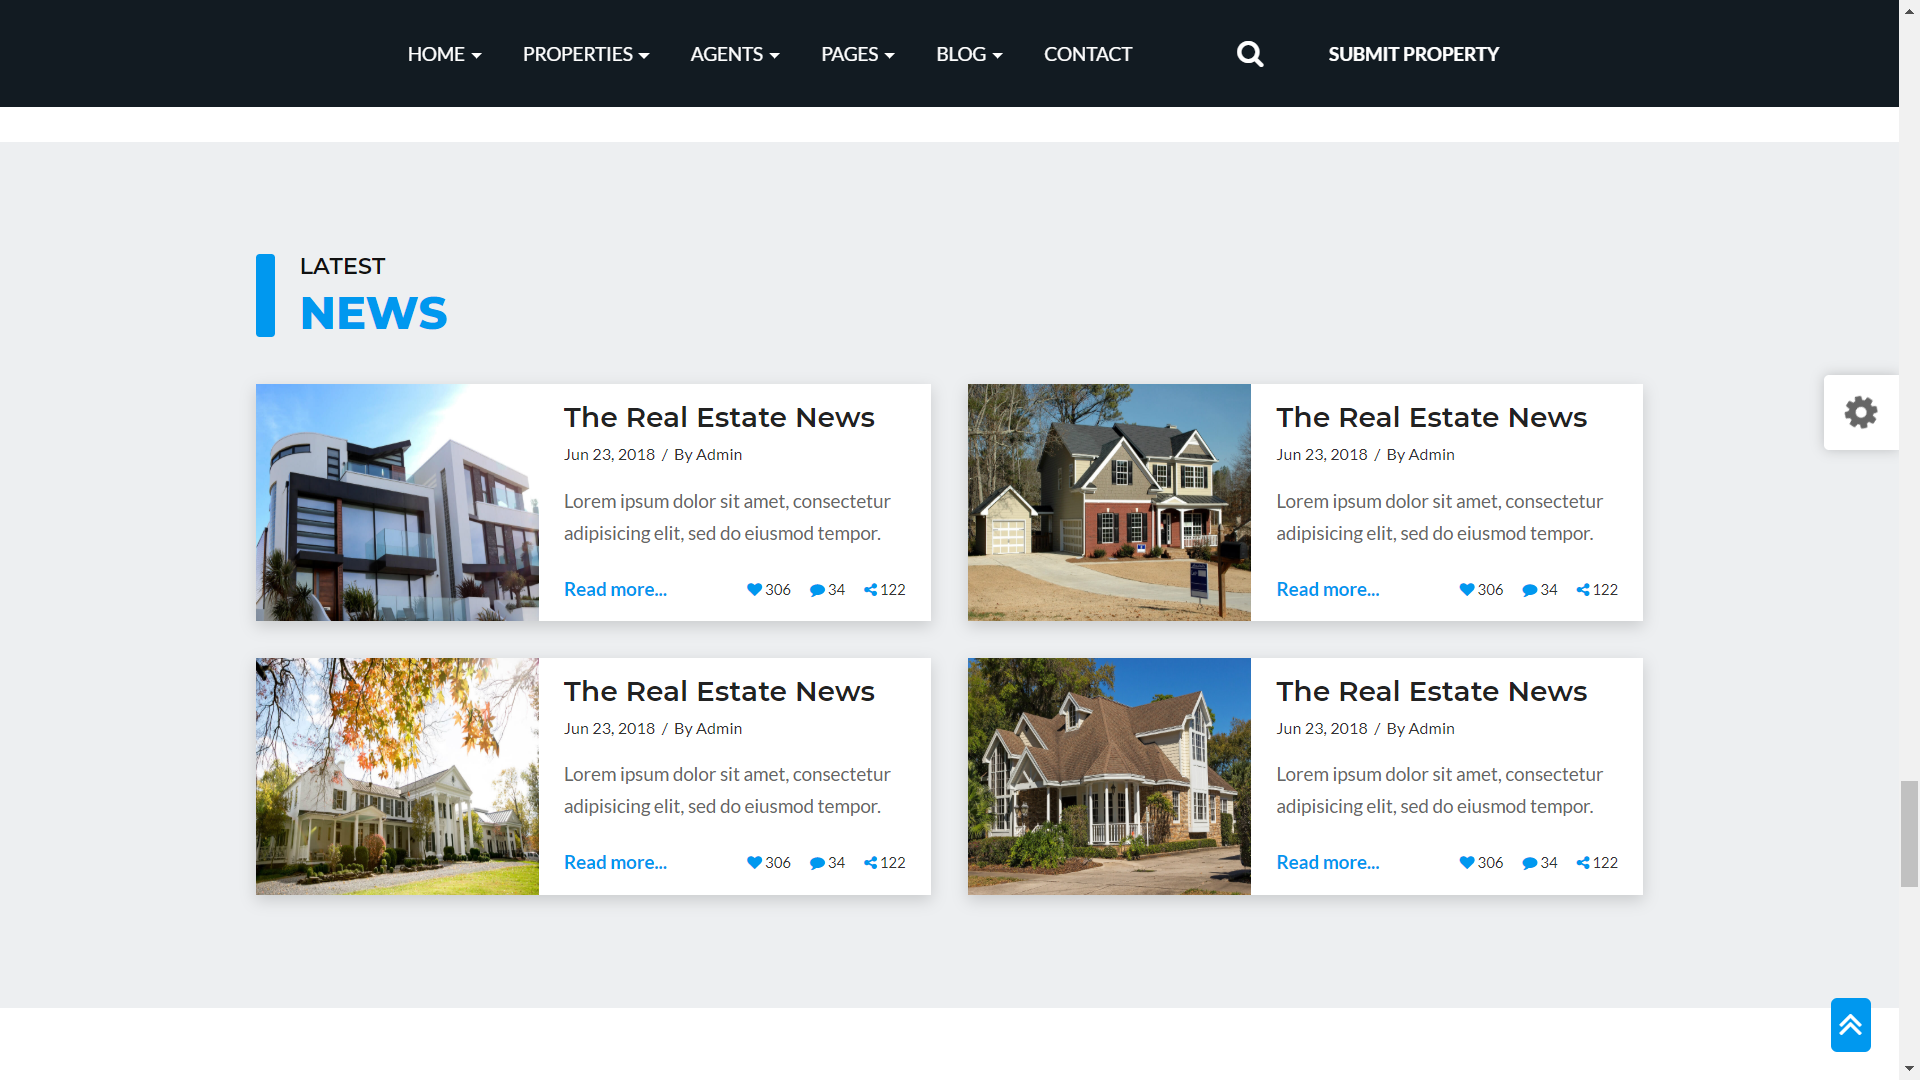 HOME PROPERTIES AGENTS PAGES BLOG CONTACT SUBMIT PROPERTY
LATEST
NEWS
The Real Estate News
Jun 23, 2018 / By Admin
Lorem ipsum dolor sit amet, consectetur
adipisicing elit, sed do eiusmod tempor.
Read more... 306 34 122
The Real Estate News
Jun 23, 2018 / By Admin
Lorem ipsum dolor sit amet, consectetur
adipisicing elit, sed do eiusmod tempor.
Read more... 306 34 122
The Real Estate News
Jun 23, 2018 / By Admin
Lorem ipsum dolor sit amet, consectetur
adipisicing elit, sed do eiusmod tempor.
Read more... 306 34 122
The Real Estate News
Jun 23, 2018 / By Admin
Lorem ipsum dolor sit amet, consectetur
adipisicing elit, sed do eiusmod tempor.
Read more... 306 34 122